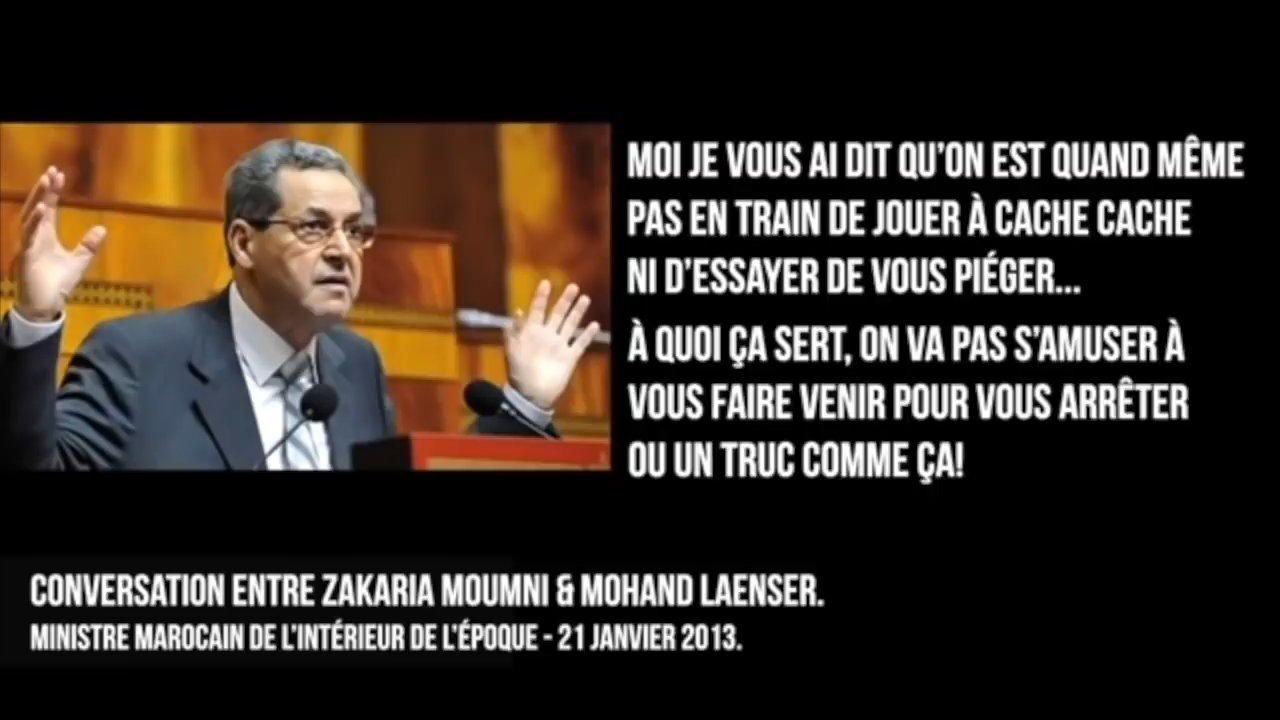 MOI JE VOUS AI DIT QU'ON EST QUAND MÊME
PAS EN TRAIN DE JOUER À CACHE CACHE
NI D'ESSAYER DE VOUS PIÉGER...
À QUOI ÇA SERT, ON VA PAS S'AMUSER À
VOUS FAIRE VENIR POUR VOUS ARRÊTER
OU UN TRUC COMME ÇA!
CONVERSATION ENTRE ZAKARIA MOUMNI & MOHAND LAENSER.
MINISTRE MAROCAIN DE L'INTÉRIEUR DE L'ÉPOQUE - 21 JANVIER 2013.